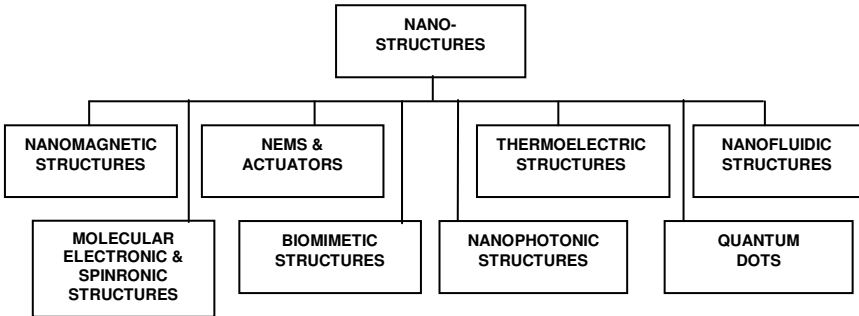 NANO-
STRUCTURES
NANOMAGNETIC
STRUCTURES
NEMS &
ACTUATORS
THERMOELECTRIC
STRUCTURES
NANOFLUIDIC
STRUCTURES
MOLECULAR
ELECTRONIC &
SPINRONIC
STRUCTURES
BIOMIMETIC
STRUCTURES
NANOPHOTONIC
STRUCTURES
QUANTUM
DOTS